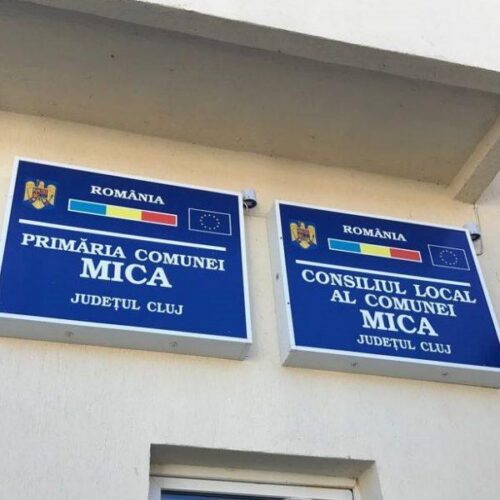 ROMÂNIA
PRIMĂRIA COMUNEI
MICA
JUDEȚUL CLUJ
ROMÂNIA
CONSILIUL LOCAL
AL COMUNEI
MICA
JUDEȚUL CLUJ